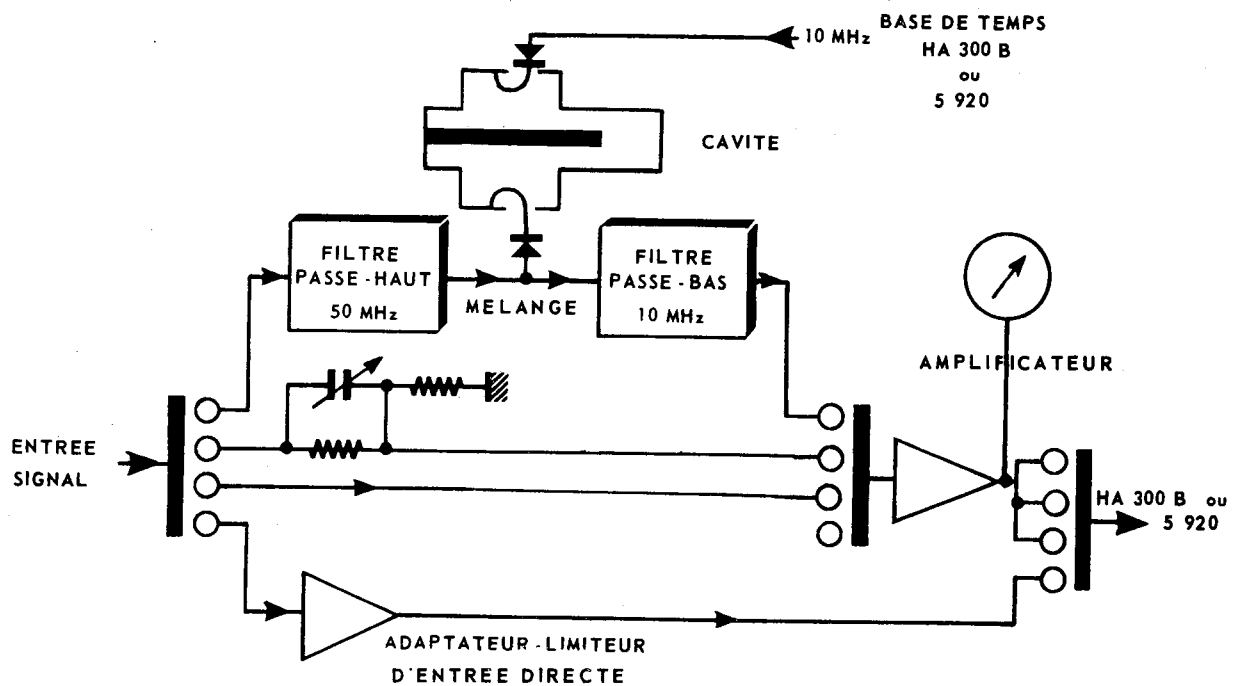 BASE DE TEMPS
10 MHz
HA 300 B
ou
5 920
CAVITE
FILTRE
PASSE-HAUT
50 MHz
MELANGE
FILTRE
PASSE-BAS
10 MHz
AMPLIFICATEUR
ENTREE
SIGNAL
HA 300 B ou
5 920
ADAPTATEUR-LIMITEUR
D'ENTREE DIRECTE